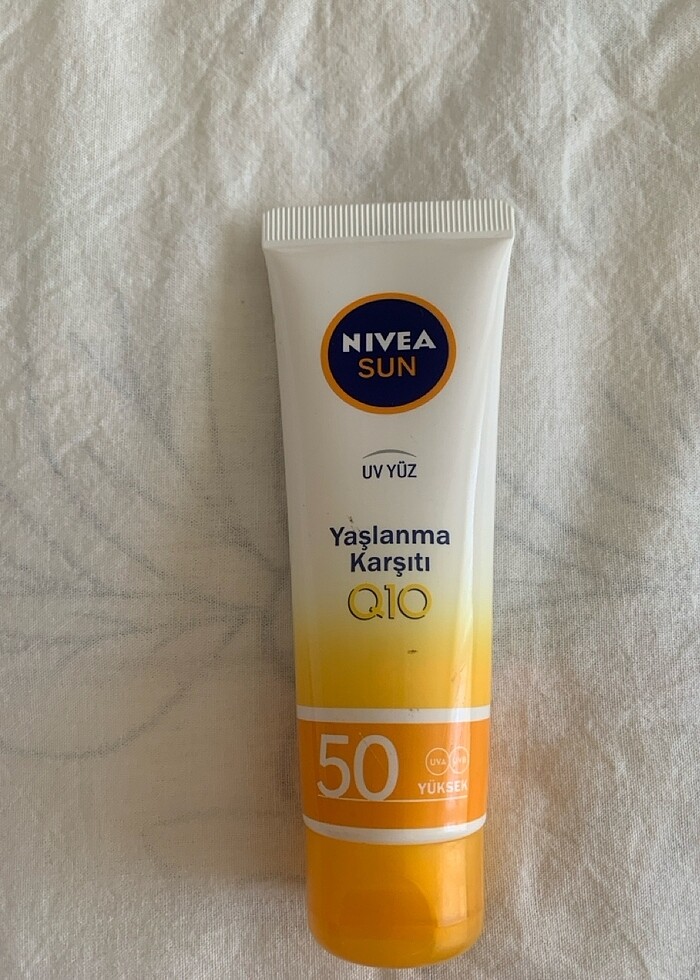 NIVEA
SUN
UV YÜZ
Yaşlanma
Karşıtı
Q10
50
UVA UVB
YÜKSEK